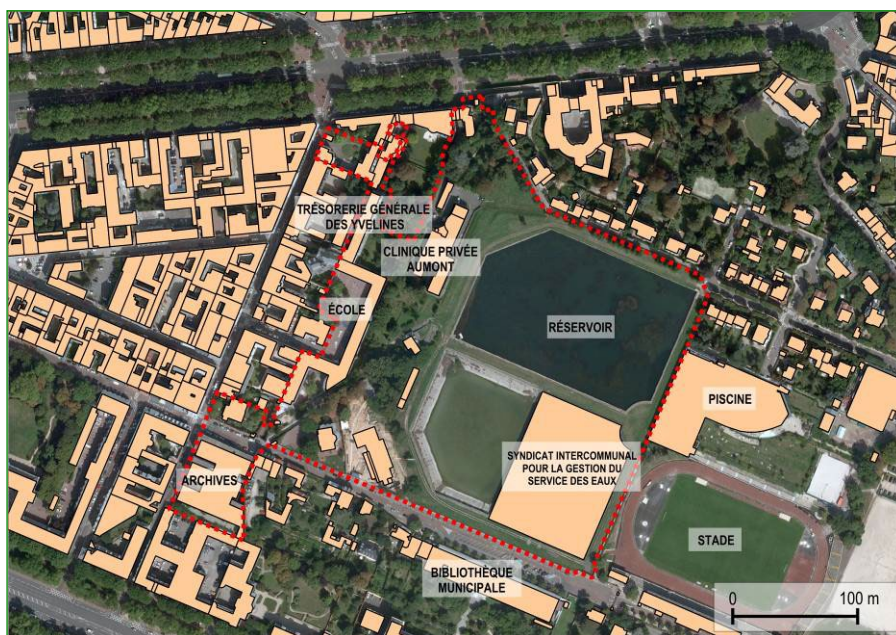 TRÉSORERIE GÉNÉRALE
DES YVELINES
CLINIQUE PRIVÉE
AUMONT
ÉCOLE
RÉSERVOIR
PISCINE
SYNDICAT INTERCOMMUNAL
POUR LA GESTION DU
SERVICE DES EAUX
ARCHIVES
STADE
BIBLIOTHÈQUE
MUNICIPALE
0 100 m